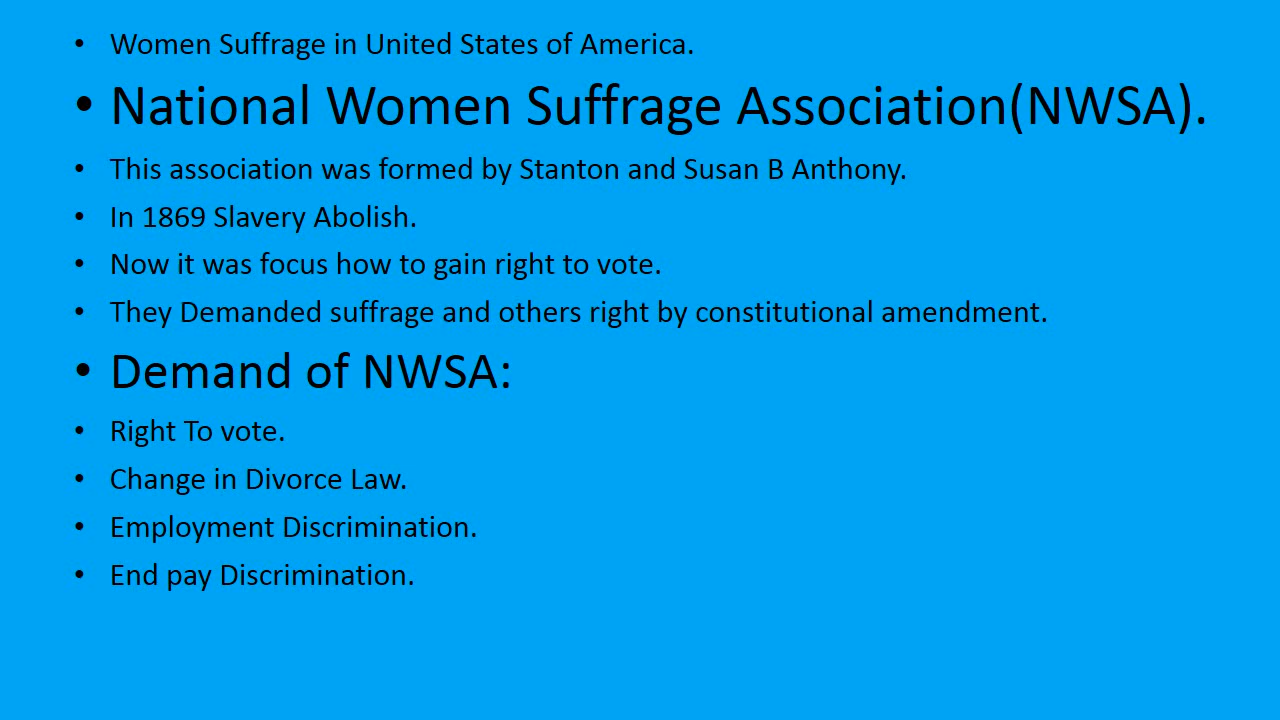 • Women Suffrage in United States of America.
• National Women Suffrage Association(NWSA).
• This association was formed by Stanton and Susan B Anthony.
• In 1869 Slavery Abolish.
• Now it was focus how to gain right to vote.
• They Demanded suffrage and others right by constitutional amendment.
• Demand of NWSA:
• Right To vote.
• Change in Divorce Law.
• Employment Discrimination.
• End pay Discrimination.